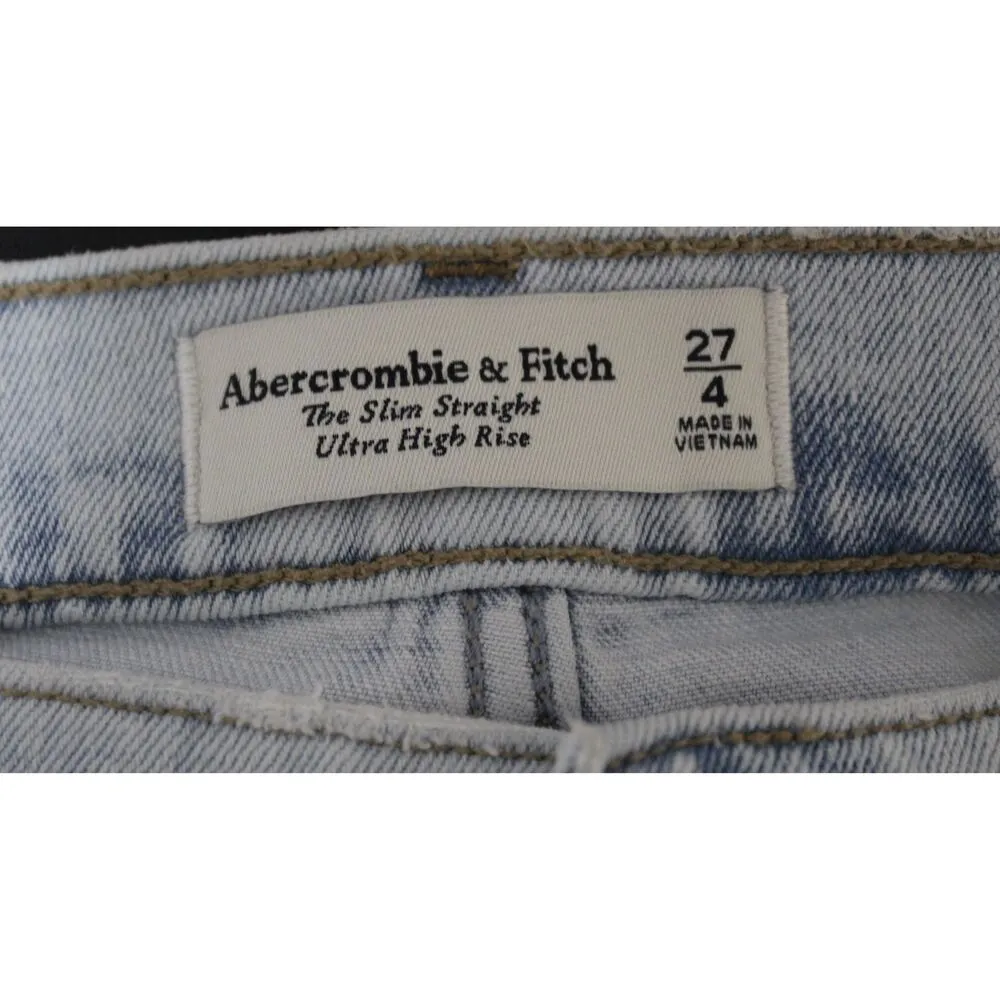 Abercrombie & Fitch
The Slim Straight
Ultra High Rise
27
4
MADE IN
VIETNAM